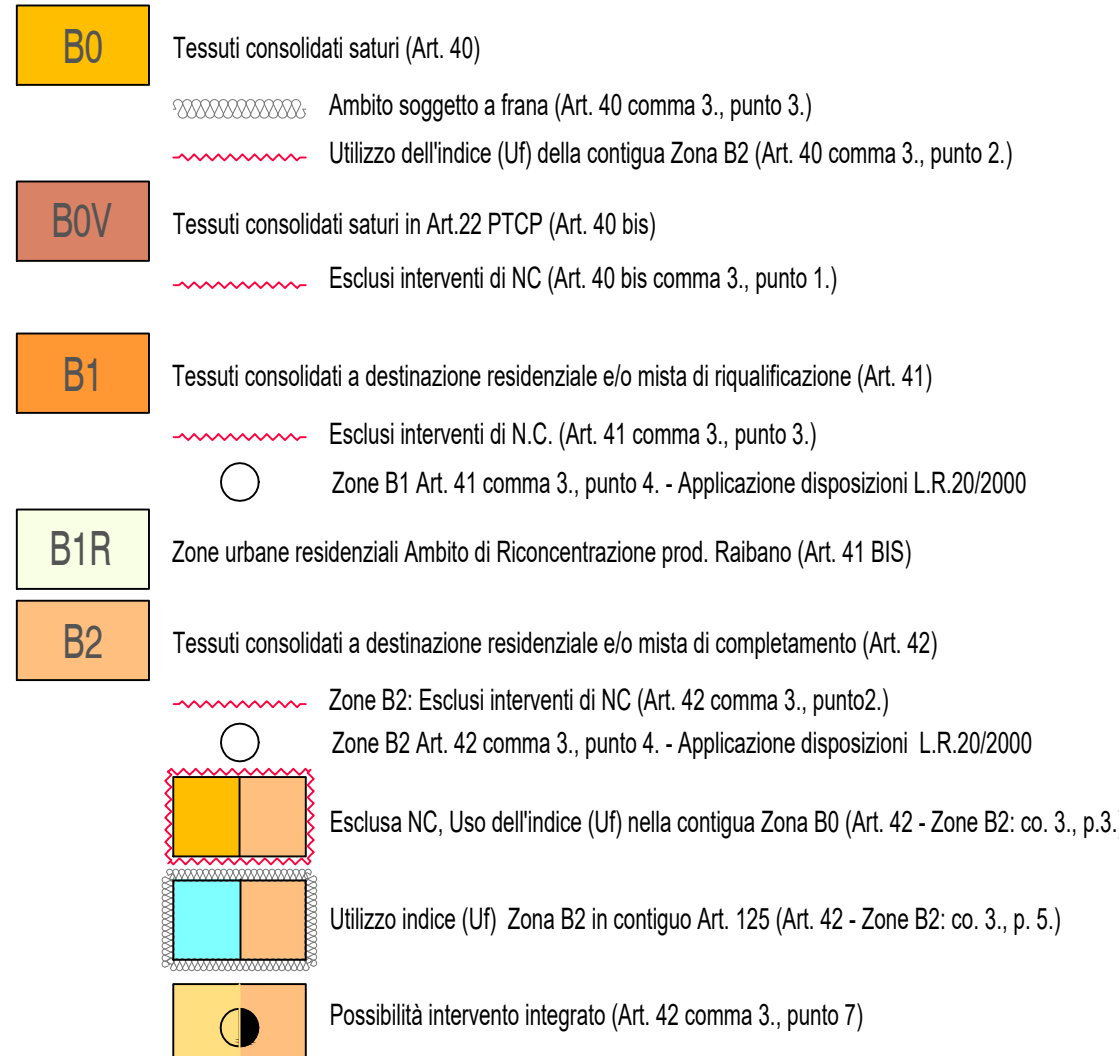 B0 Tessuti consolidati saturi (Art. 40)
Ambito soggetto a frana (Art. 40 comma 3., punto 3.)
Utilizzo dell'indice (Uf) della contigua Zona B2 (Art. 40 comma 3., punto 2.)
B0V Tessuti consolidati saturi in Art.22 PTCP (Art. 40 bis)
Esclusi interventi di NC (Art. 40 bis comma 3., punto 1.)
B1 Tessuti consolidati a destinazione residenziale e/o mista di riqualificazione (Art. 41)
Esclusi interventi di N.C. (Art. 41 comma 3., punto 3.)
Zone B1 Art. 41 comma 3., punto 4. - Applicazione disposizioni L.R.20/2000
B1R Zone urbane residenziali Ambito di Riconcentrazione prod. Raibano (Art. 41 BIS)
B2 Tessuti consolidati a destinazione residenziale e/o mista di completamento (Art. 42)
Zone B2: Esclusi interventi di NC (Art. 42 comma 3., punto2.)
Zone B2 Art. 42 comma 3., punto 4. - Applicazione disposizioni L.R.20/2000
Esclusa NC, Uso dell'indice (Uf) nella contigua Zona B0 (Art. 42 - Zone B2: co. 3., p.3.)
Utilizzo indice (Uf) Zona B2 in contiguo Art. 125 (Art. 42 - Zone B2: co. 3., p. 5.)
Possibilità intervento integrato (Art. 42 comma 3., punto 7)